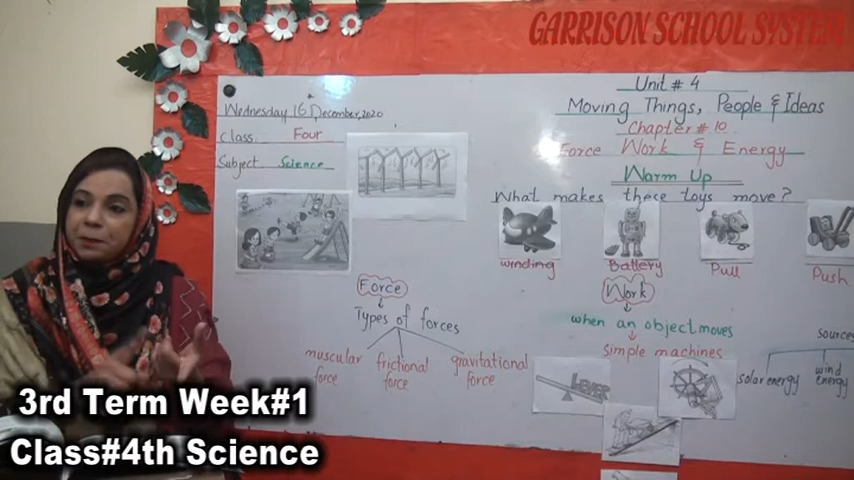 GARRISON SCHOOL SYSTEM
Wednesday 16 December, 2020
Class: Four
Subject Science
Unit # 4
Moving Things, People & Ideas
Chapter # 10
Force Work & Energy
Warm Up
What makes these toys move?
winding
Battery
Pull
Push
Force
Types of forces
muscular force
frictional force
gravitational force
Work
when an object moves
simple machines
LEVER
sources
solar energy
wind energy
3rd Term Week#1
Class#4th Science